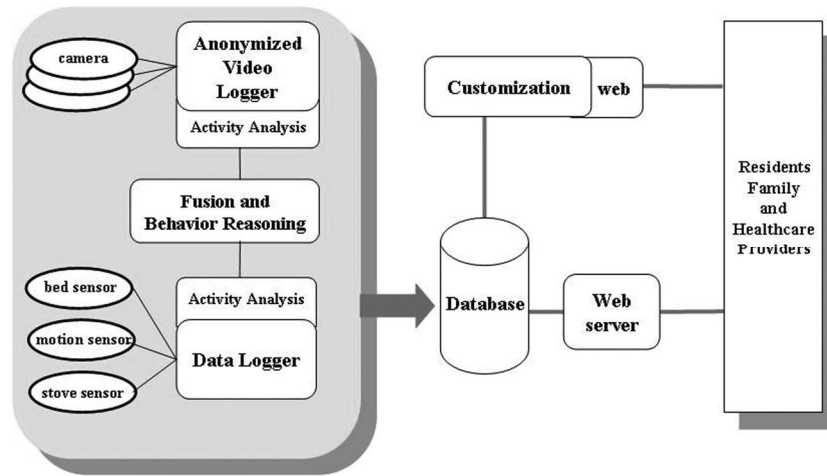 camera
Anonymized
Video
Logger
Activity Analysis
Fusion and
Behavior Reasoning
bed sensor
motion sensor
stove sensor
Activity Analysis
Data Logger
Customization
web
Database
Web
server
Residents
Family
and
Healthcare
Providers